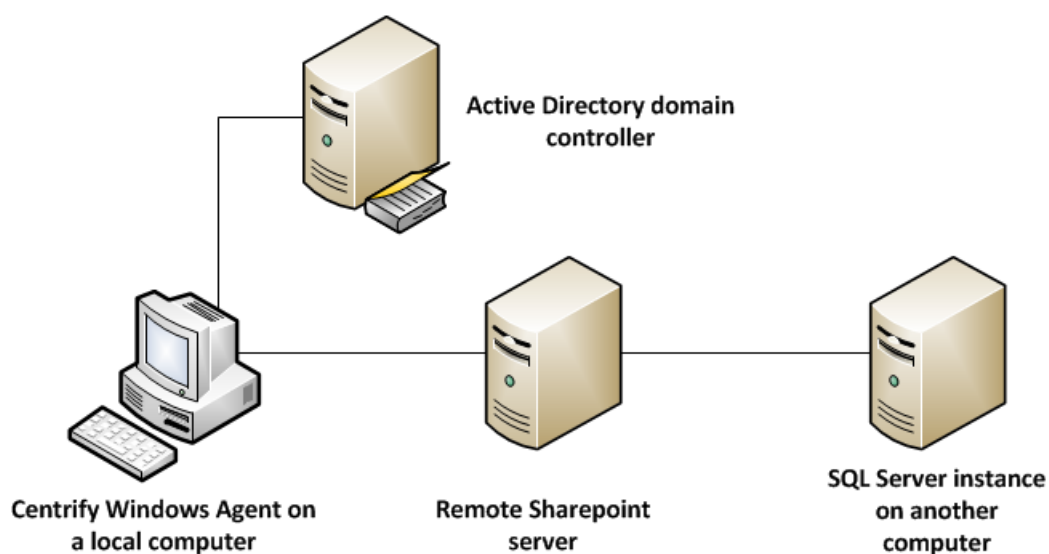 Active Directory domain
controller
Centrify Windows Agent on
a local computer
Remote Sharepoint
server
SQL Server instance
on another
computer